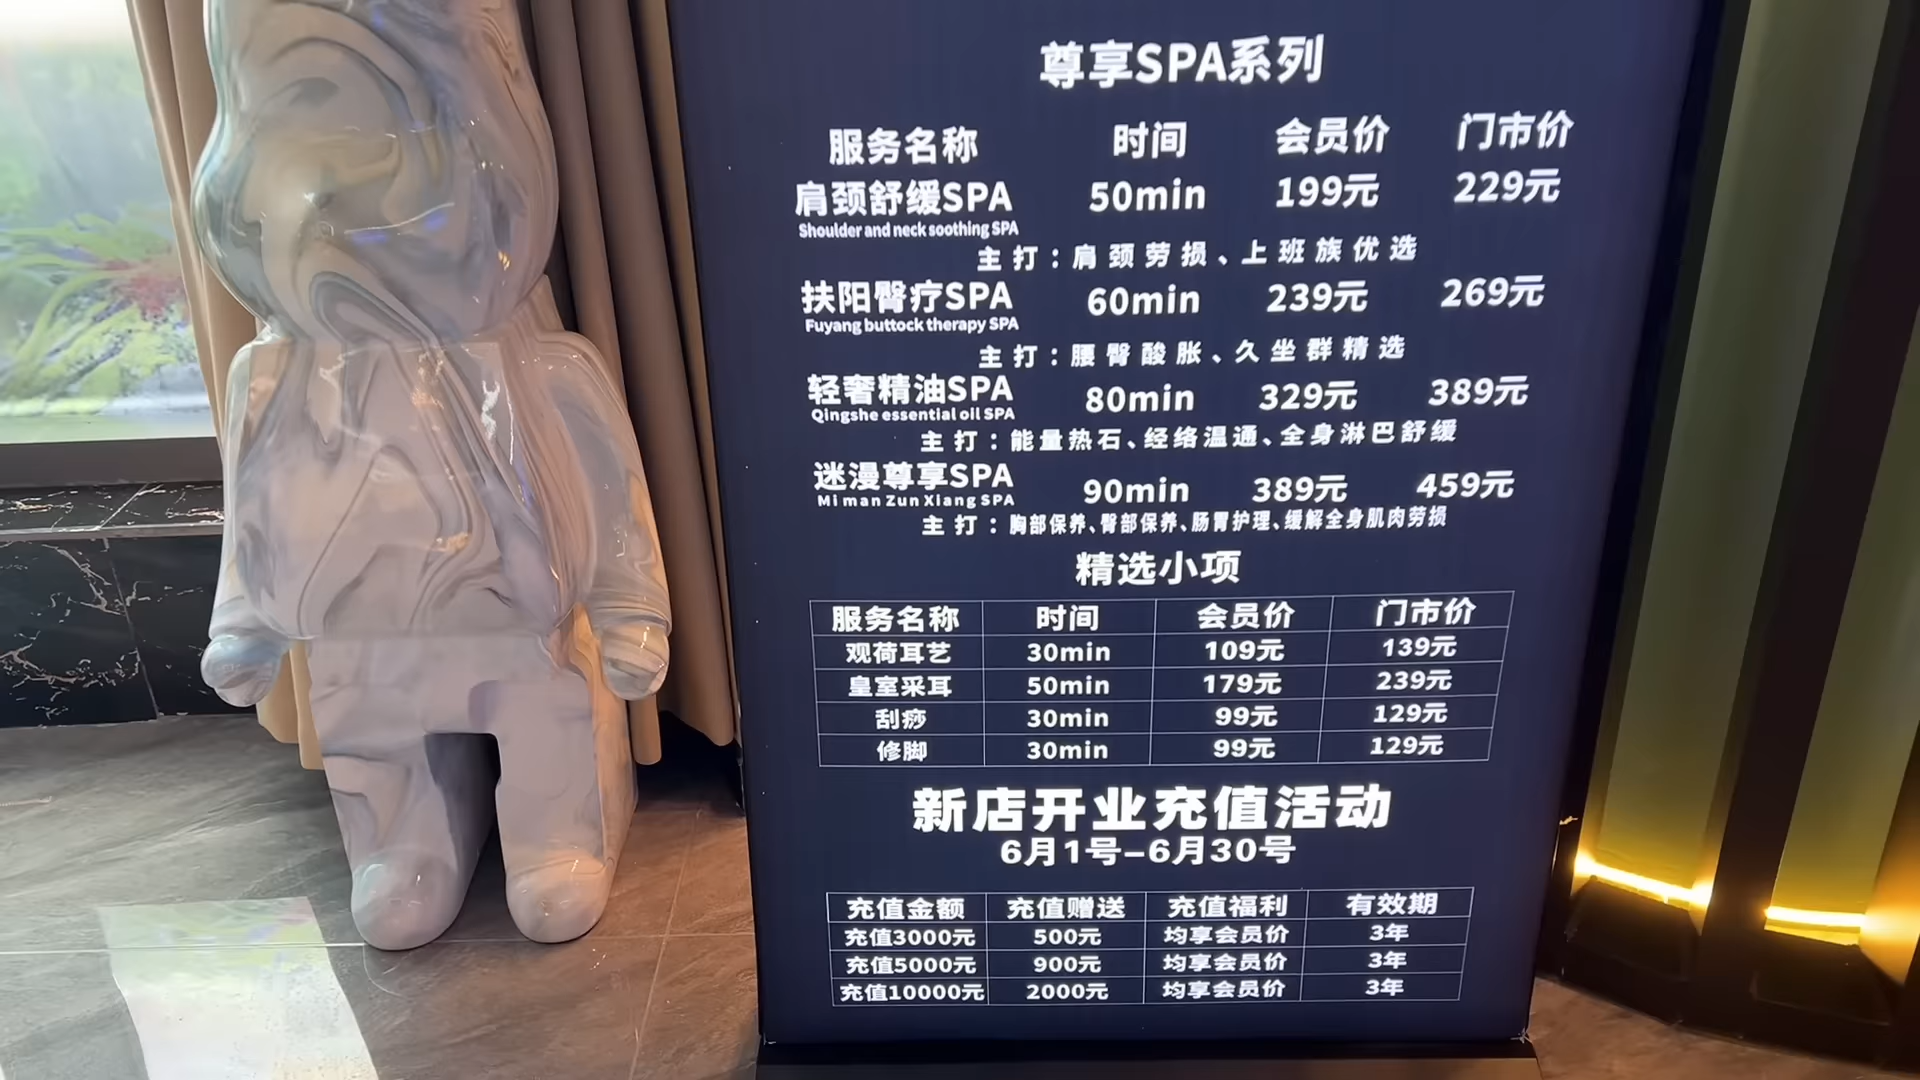 尊享SPA系列
服务名称 时间 会员价 门市价
肩颈舒缓SPA 50min 199元 229元
Shoulder and neck soothing SPA
主打：肩颈劳损、上班族优选
扶阳臀疗SPA 60min 239元 269元
Fuyang buttock therapy SPA
主打：腰臀酸胀、久坐群精选
轻奢精油SPA 80min 329元 389元
Qingshe essential oil SPA
主打：能量热石、经络温通、全身淋巴舒缓
迷漫尊享SPA 90min 389元 459元
Mi man Zun Xiang SPA
主打：胸部保养、臀部保养、肠胃护理、缓解全身肌肉劳损
精选小项
服务名称 时间 会员价 门市价
观荷耳艺 30min 109元 139元
皇室采耳 50min 179元 239元
刮痧 30min 99元 129元
修脚 30min 99元 129元
新店开业充值活动
6月1号–6月30号
充值金额 充值赠送 充值福利 有效期
充值3000元 500元 均享会员价 3年
充值5000元 900元 均享会员价 3年
充值10000元 2000元 均享会员价 3年